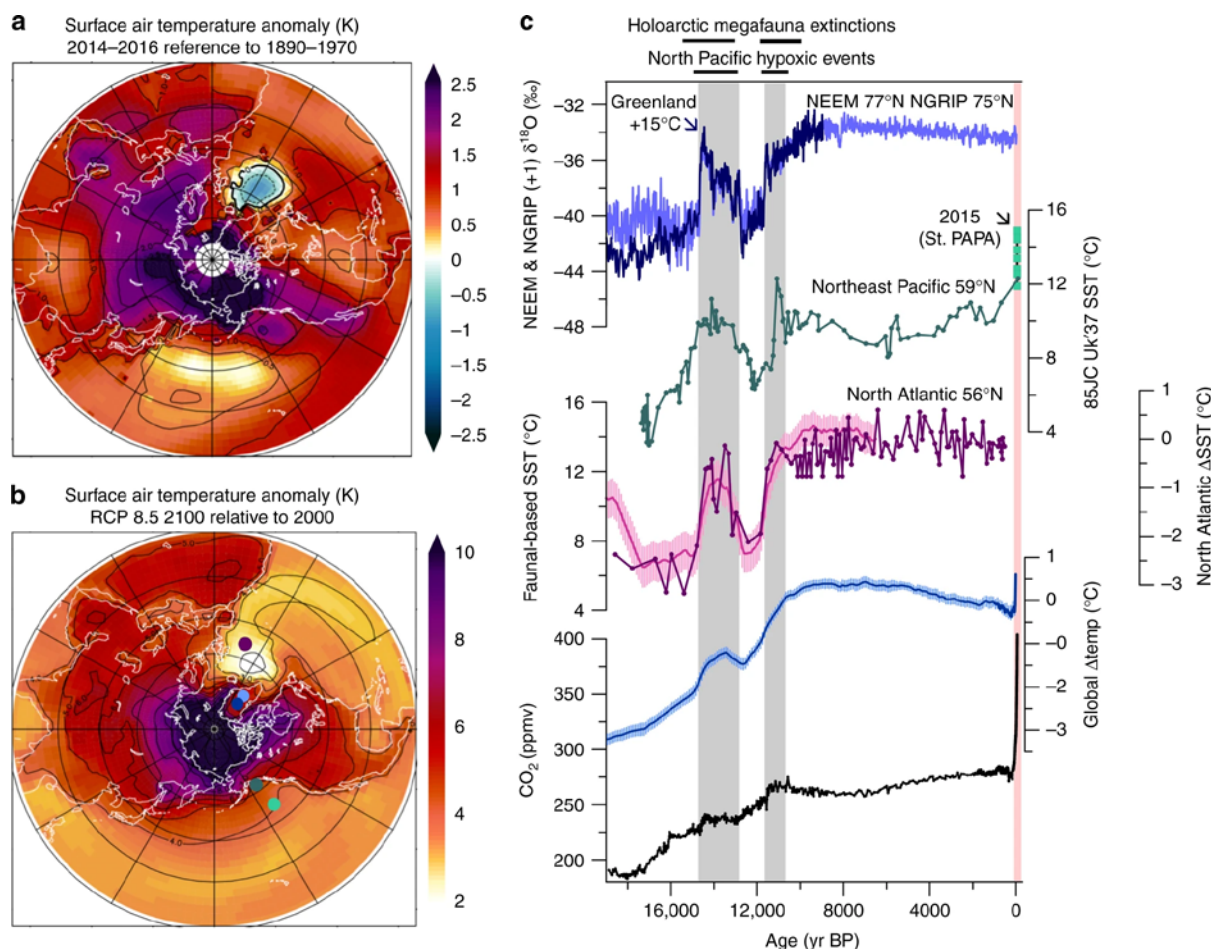 a
Surface air temperature anomaly (K)
2014–2016 reference to 1890–1970
2.5
2
1.5
1
0.5
0
−0.5
−1
−1.5
−2
−2.5
b
Surface air temperature anomaly (K)
RCP 8.5 2100 relative to 2000
10
8
6
4
2
4.0
c
Holoarctic megafauna extinctions
North Pacific hypoxic events
Greenland
+15°C
NEEM 77°N NGRIP 75°N
2015
(St. PAPA)
Northeast Pacific 59°N
North Atlantic 56°N
NEEM & NGRIP (+1) δ18O (‰)
−32
−36
−40
−44
−48
85JC Uk′37 SST (°C)
16
12
8
4
Faunal-based SST (°C)
16
12
8
4
North Atlantic ΔSST (°C)
1
0
−1
−2
−3
Global Δtemp (°C)
1
0
−0
−2
−3
CO2 (ppmv)
400
350
300
250
200
16,000
12,000
8000
4000
0
Age (yr BP)